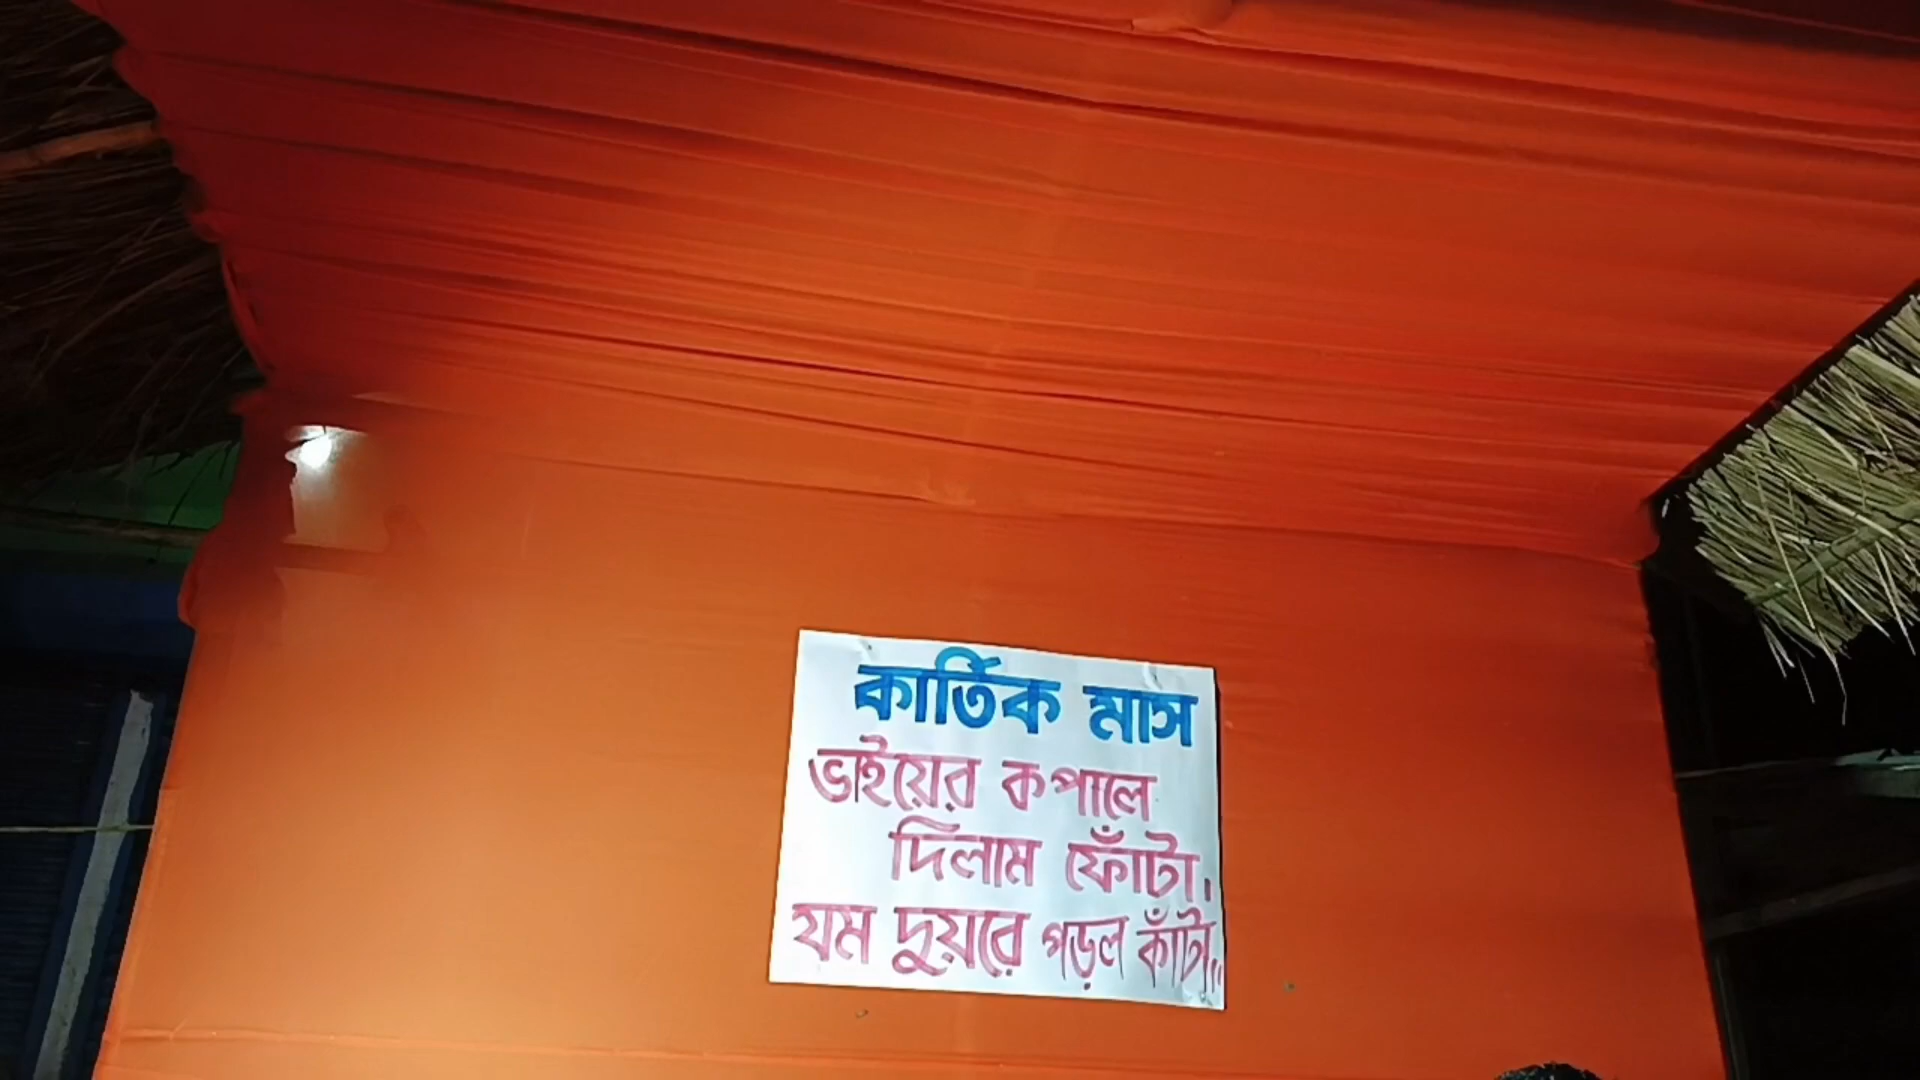 কার্তিক মাস
ভাইয়ের কপালে
দিলাম ফোঁটা।
যম দুয়রে পড়ল কাঁটা॥